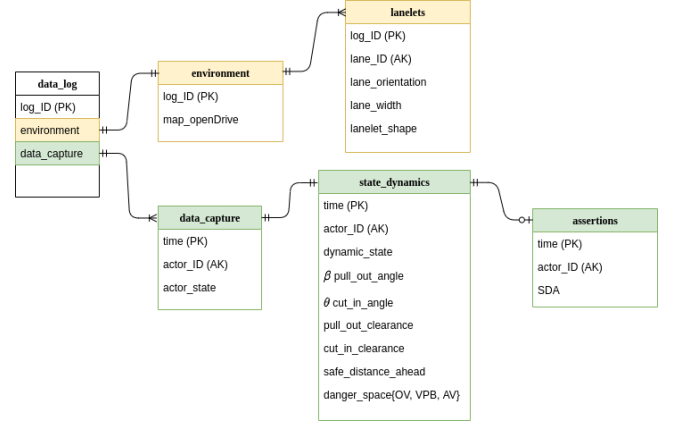 data_log
log_ID (PK)
environment
data_capture
environment
log_ID (PK)
map_openDrive
lanelets
log_ID (PK)
lane_ID (AK)
lane_orientation
lane_width
lanelet_shape
data_capture
time (PK)
actor_ID (AK)
actor_state
state_dynamics
time (PK)
actor_ID (AK)
dynamic_state
β pull_out_angle
θ cut_in_angle
pull_out_clearance
cut_in_clearance
safe_distance_ahead
danger_space{OV, VPB, AV}
assertions
time (PK)
actor_ID (AK)
SDA